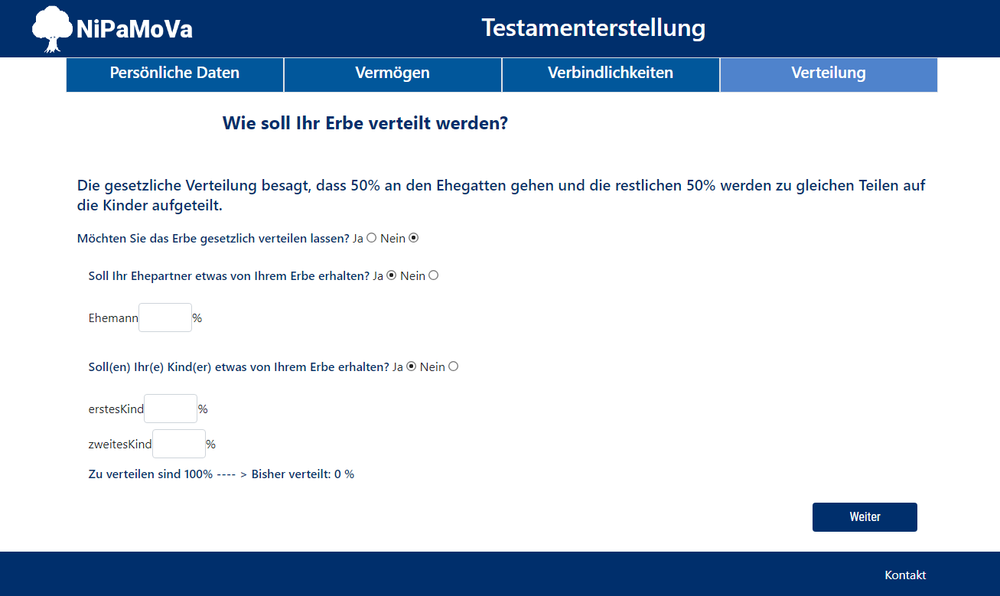 NiPaMoVa
Testamenterstellung
Persönliche Daten
Vermögen
Verbindlichkeiten
Verteilung
Wie soll Ihr Erbe verteilt werden?
Die gesetzliche Verteilung besagt, dass 50% an den Ehegatten gehen und die restlichen 50% werden zu gleichen Teilen auf
die Kinder aufgeteilt.
Möchten Sie das Erbe gesetzlich verteilen lassen? Ja Nein
Soll Ihr Ehepartner etwas von Ihrem Erbe erhalten? Ja Nein
Ehemann %
Soll(en) Ihr(e) Kind(er) etwas von Ihrem Erbe erhalten? Ja Nein
erstesKind %
zweitesKind %
Zu verteilen sind 100% ---- > Bisher verteilt: 0 %
Weiter
Kontakt